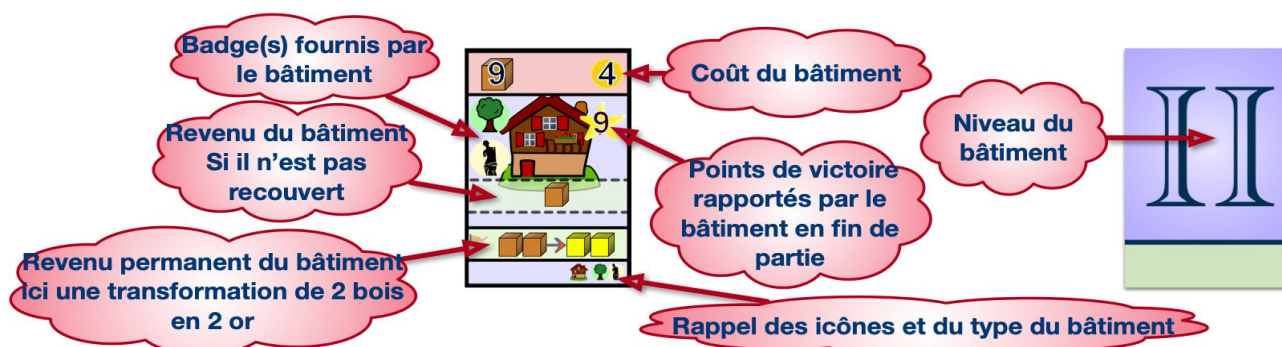 Badge(s) fournis par
le bâtiment
9
4
Coût du bâtiment
9
Revenu du bâtiment
Si il n'est pas
recouvert
Niveau du
bâtiment
II
Points de victoire
rapportés par le
bâtiment en fin de
partie
Revenu permanent du bâtiment
ici une transformation de 2 bois
en 2 or
Rappel des icônes et du type du bâtiment